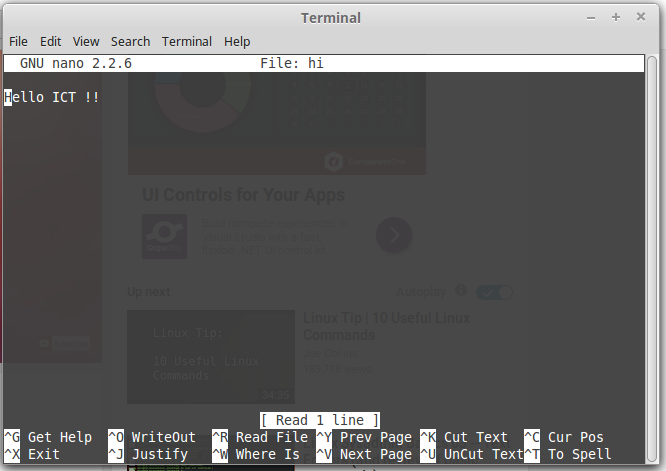 Terminal
File Edit View Search Terminal Help
GNU nano 2.2.6 File: hi
Hello ICT !!
UI Controls for Your Apps
Up next Autoplay
Linux Tip | 10 Useful Linux
Commands
Linux Tip:
10 Useful Linux
Commands
34:36
[ Read 1 line ]
^G Get Help ^O WriteOut ^R Read File ^Y Prev Page ^K Cut Text ^C Cur Pos
^X Exit ^J Justify ^W Where Is ^V Next Page ^U UnCut Text ^T To Spell